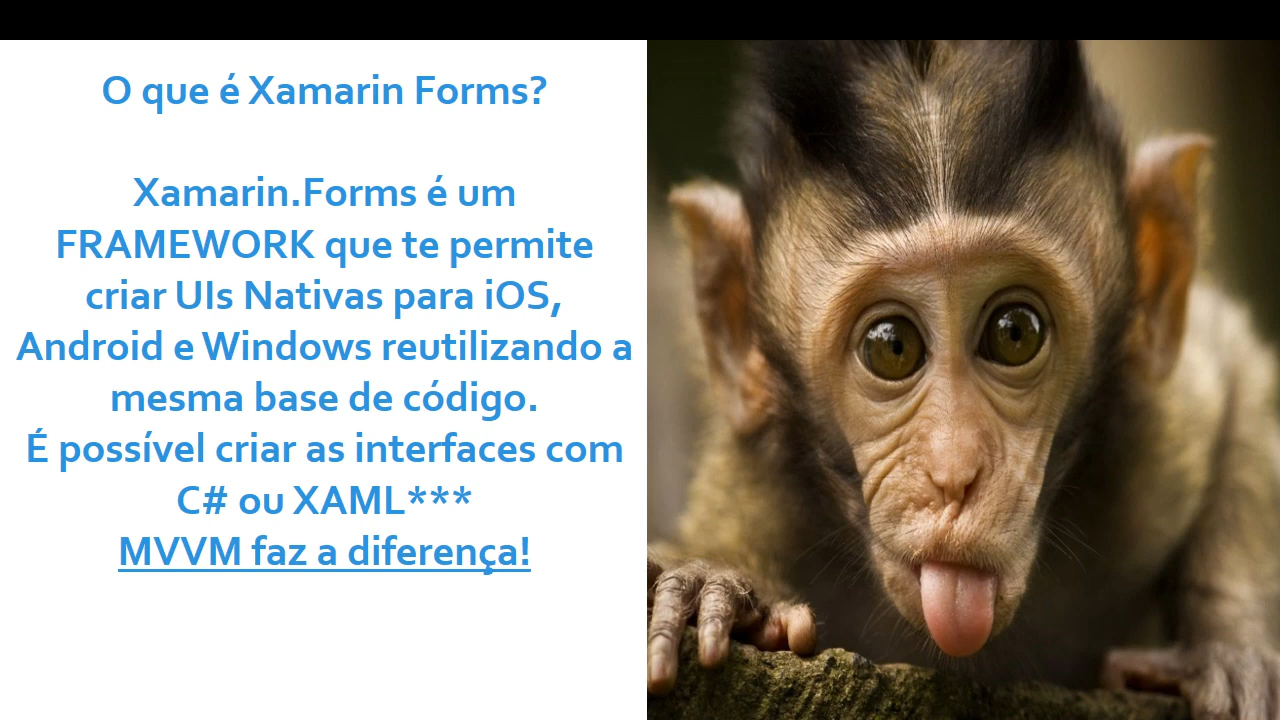 O que é Xamarin Forms?
Xamarin.Forms é um
FRAMEWORK que te permite
criar UIs Nativas para iOS,
Android e Windows reutilizando a
mesma base de código.
É possível criar as interfaces com
C# ou XAML***
MVVM faz a diferença!